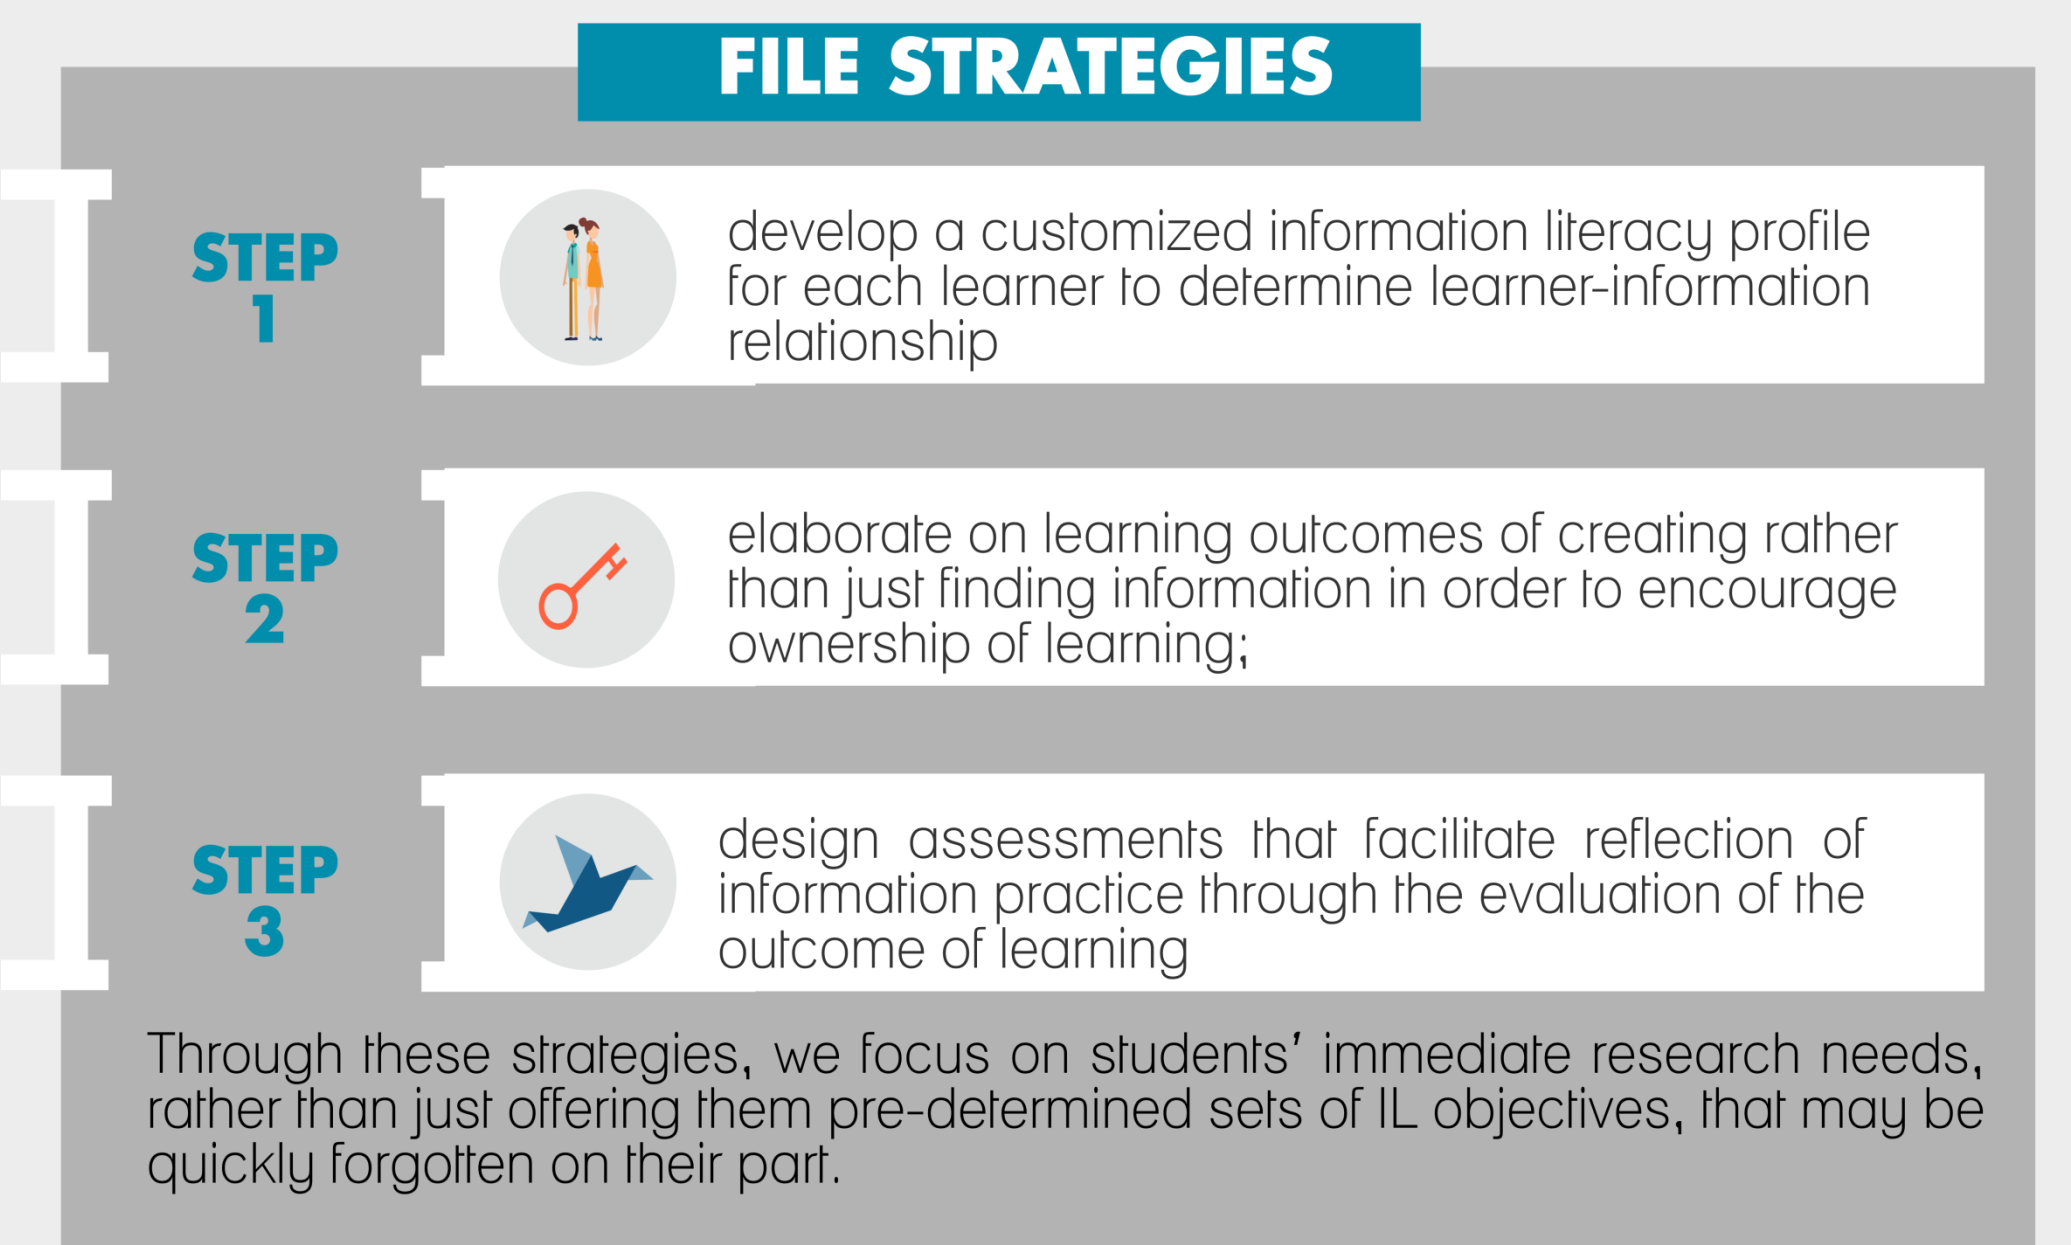 FILE STRATEGIES
STEP
1
develop a customized information literacy profile
for each learner to determine learner-information
relationship
STEP
2
elaborate on learning outcomes of creating rather
than just finding information in order to encourage
ownership of learning;
STEP
3
design assessments that facilitate reflection of
information practice through the evaluation of the
outcome of learning
Through these strategies, we focus on students' immediate research needs,
rather than just offering them pre-determined sets of IL objectives, that may be
quickly forgotten on their part.